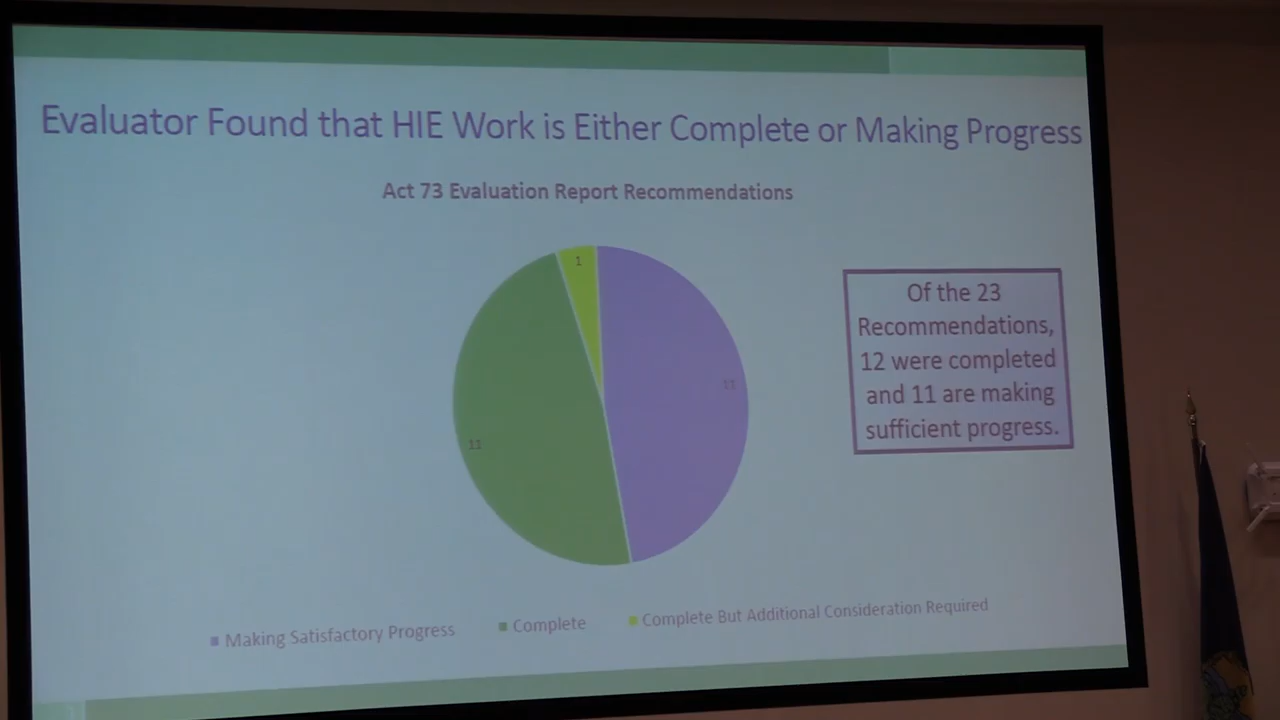 Evaluator Found that HIE Work is Either Complete or Making Progress
Act 73 Evaluation Report Recommendations
1
11
11
Of the 23
Recommendations,
12 were completed
and 11 are making
sufficient progress.
Making Satisfactory Progress
Complete
Complete But Additional Consideration Required